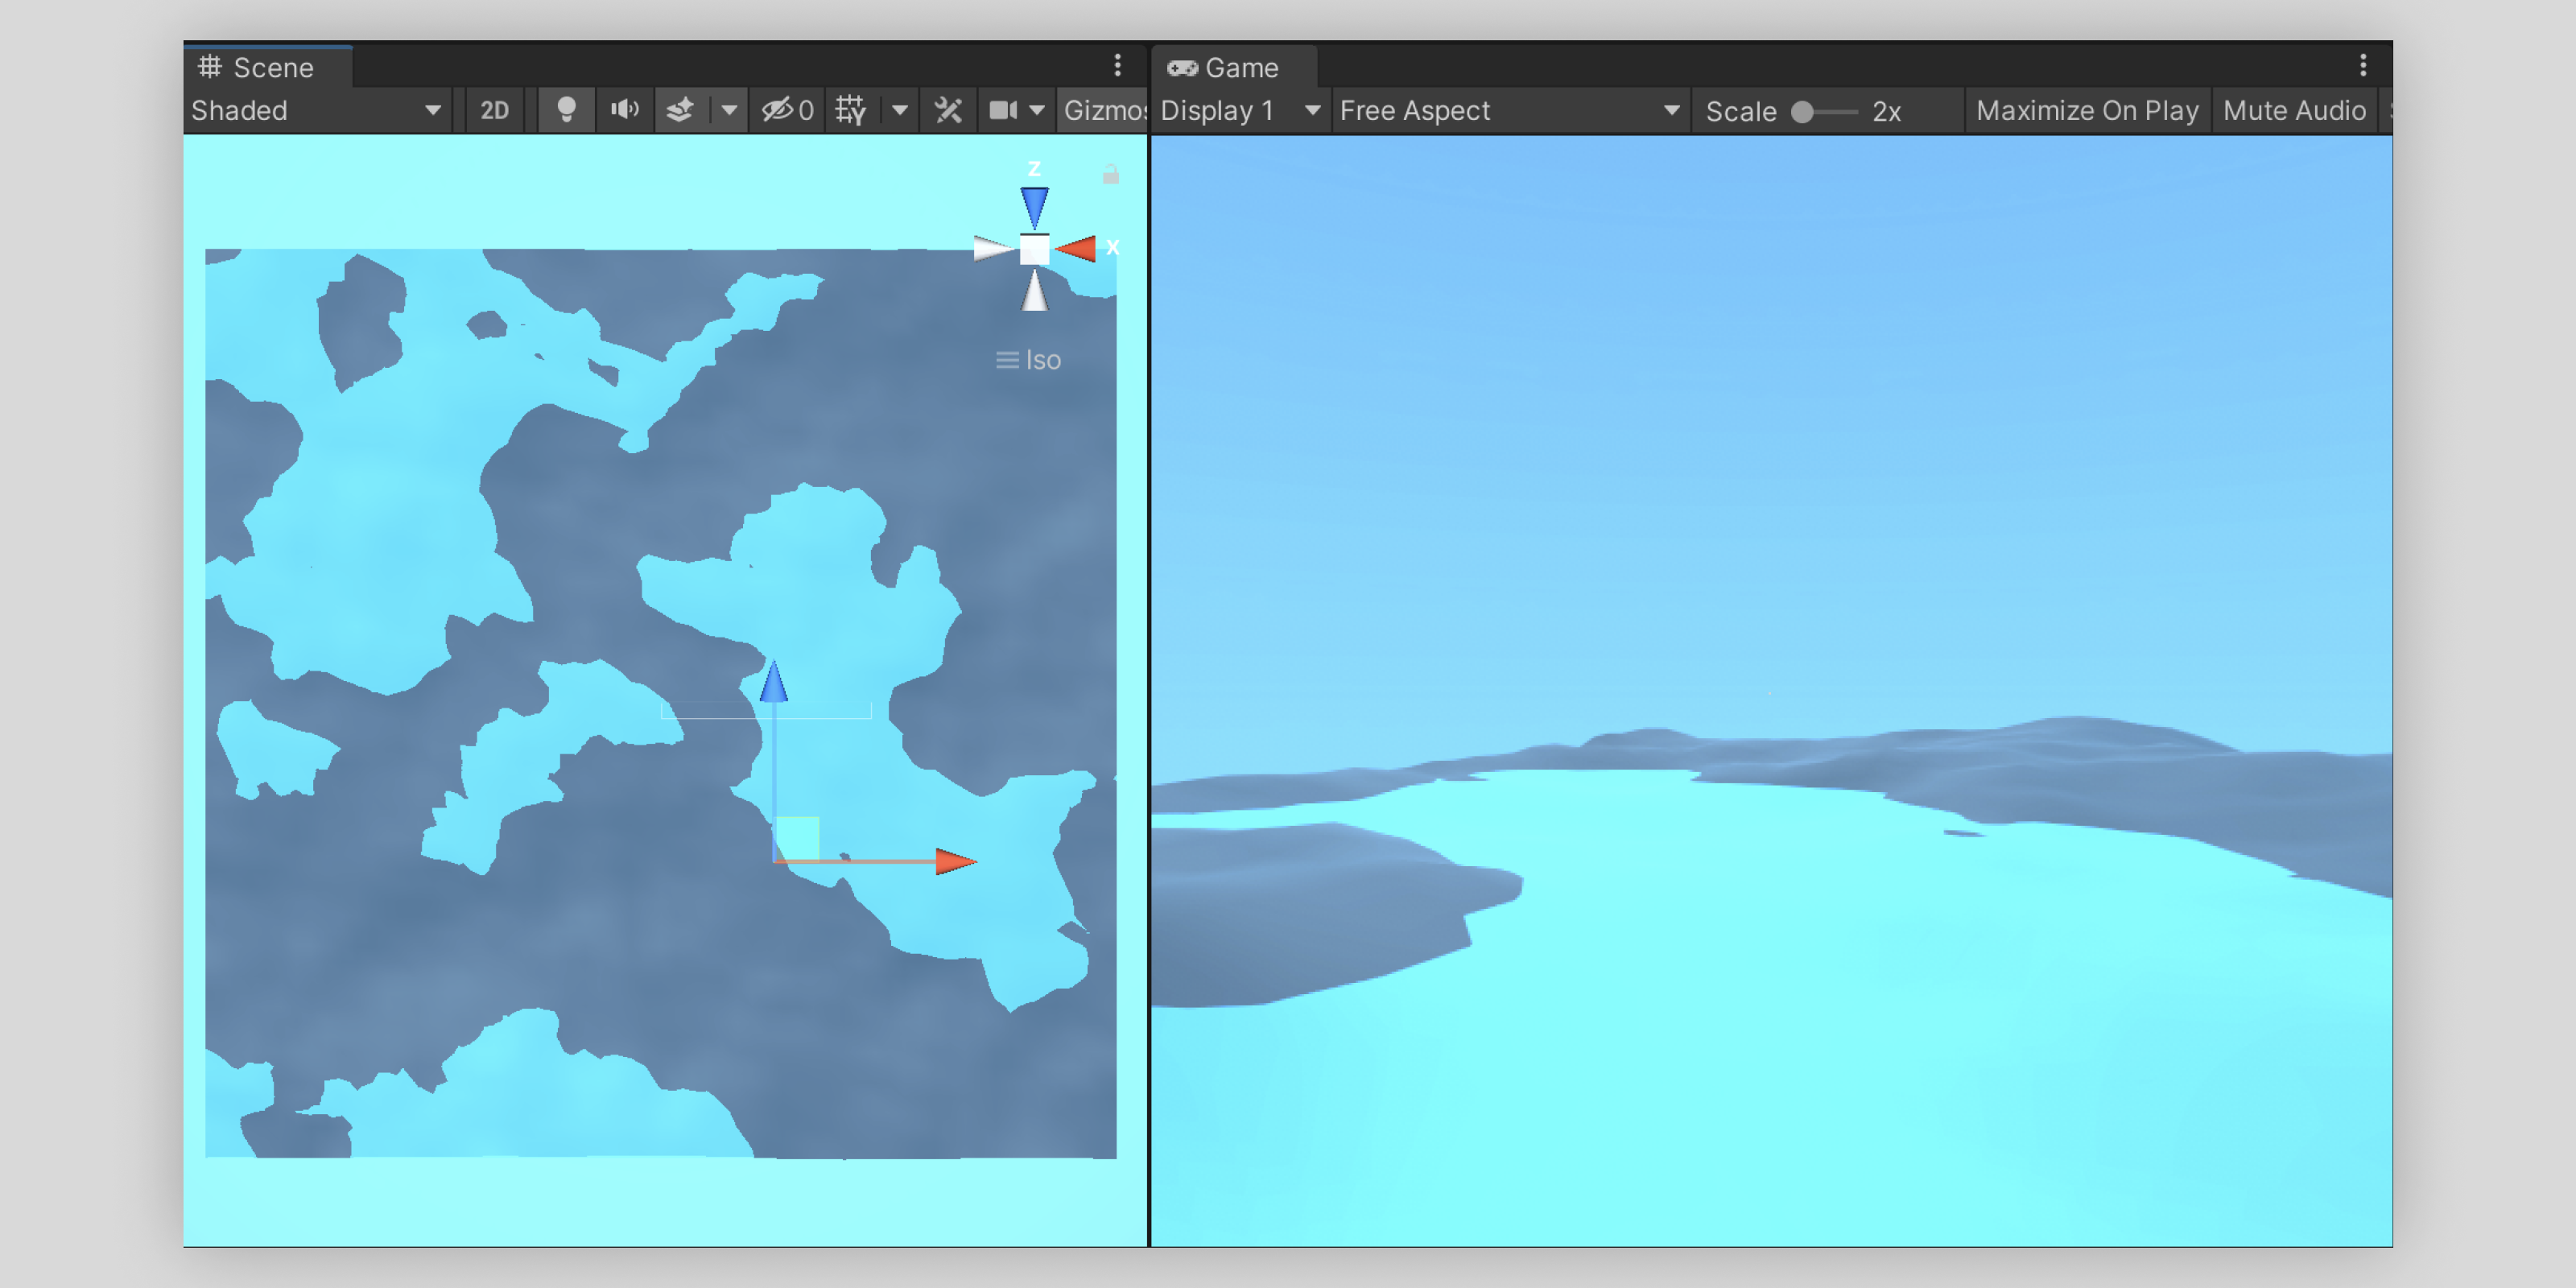 Scene
Shaded
2D
0
Gizmos
z
x
Iso
Game
Display 1
Free Aspect
Scale
2x
Maximize On Play
Mute Audio